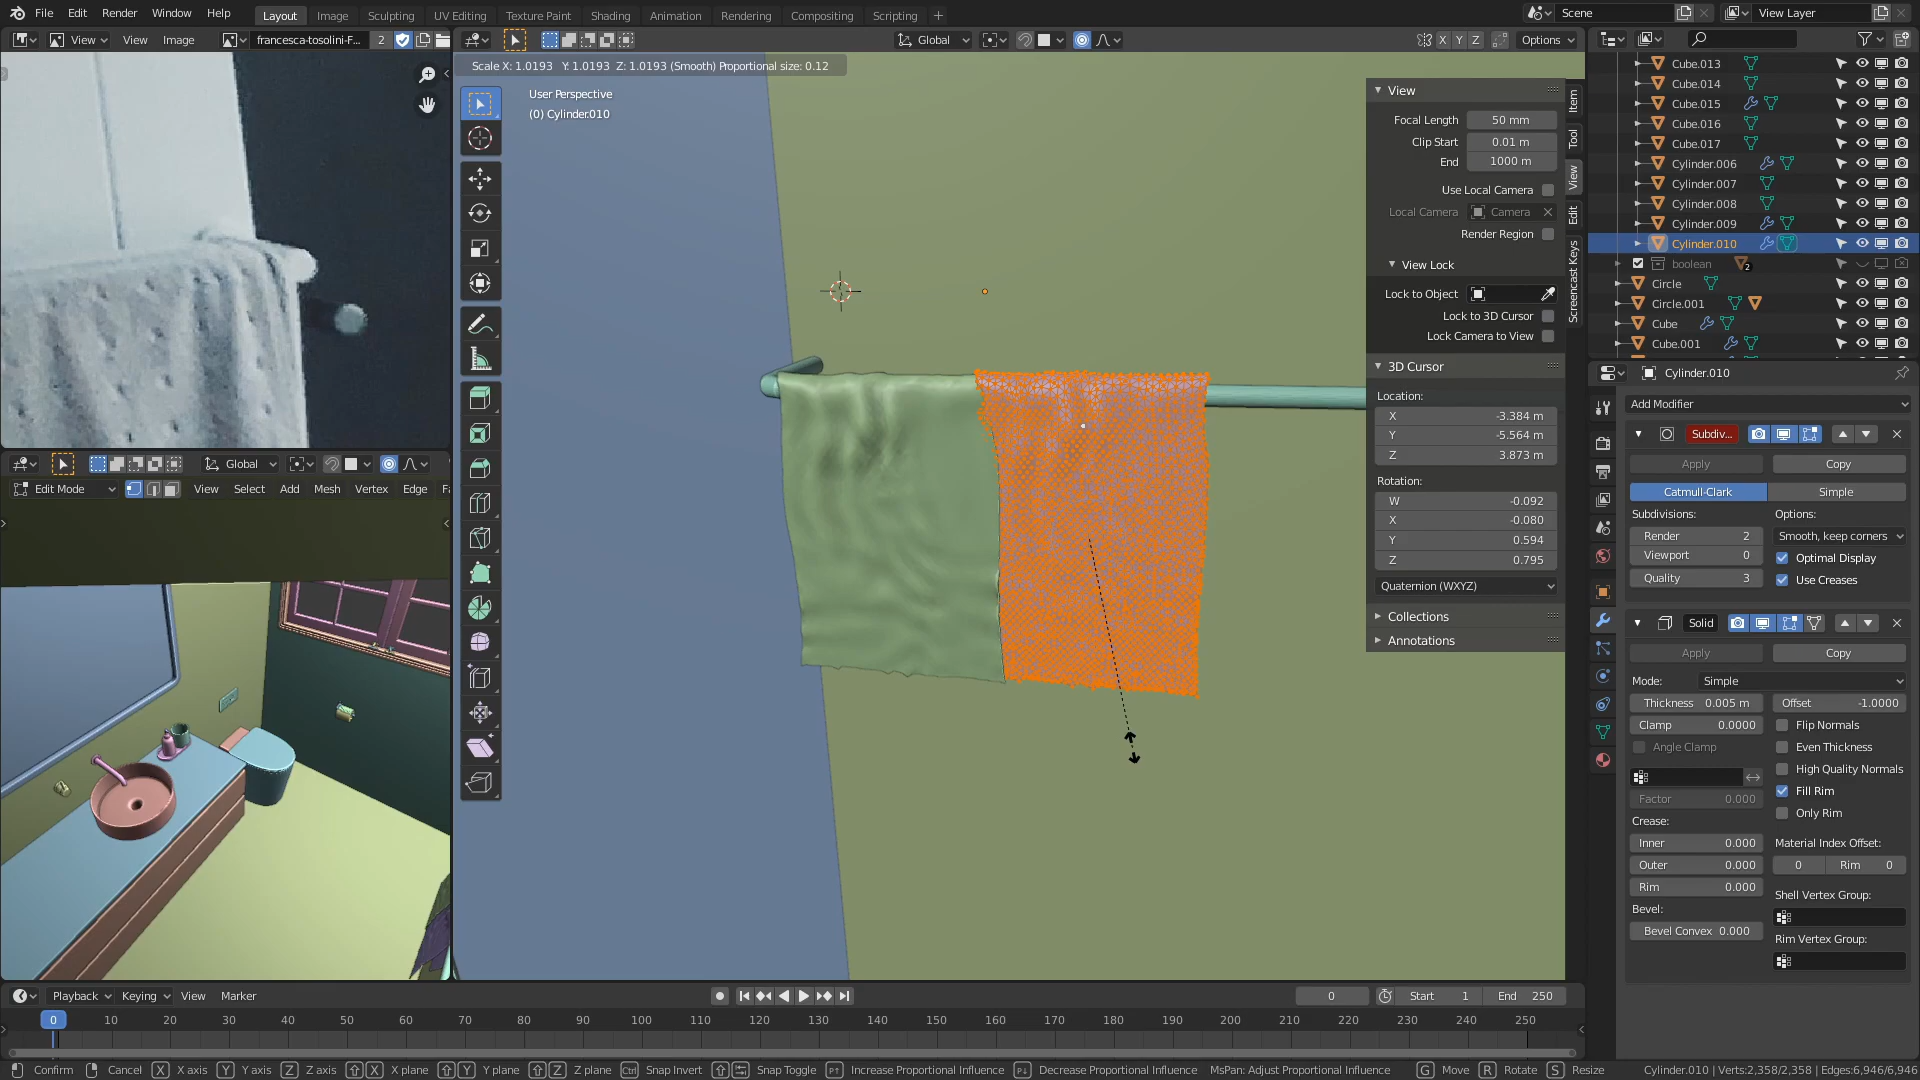 File Edit Render Window Help Layout Image Sculpting UV Editing Texture Paint Shading Animation Rendering Compositing Scripting + Scene View Layer
View View Image francesca-tosolini-F... 2 Global X Y Z Options
Scale X: 1.0193 Y: 1.0193 Z: 1.0193 (Smooth) Proportional size: 0.12
User Perspective
(0) Cylinder.010
View
Focal Length 50 mm
Clip Start 0.01 m
End 1000 m
Use Local Camera
Local Camera Camera
Render Region
View Lock
Lock to Object
Lock to 3D Cursor
Lock Camera to View
3D Cursor
Location:
X -3.384 m
Y -5.564 m
Z 3.873 m
Rotation:
W -0.092
X -0.080
Y 0.594
Z 0.795
Quaternion (WXYZ)
Collections
Annotations
Item
Tool
View
Edit
Screencast Keys
Cube.013
Cube.014
Cube.015
Cube.016
Cube.017
Cylinder.006
Cylinder.007
Cylinder.008
Cylinder.009
Cylinder.010
boolean 2
Circle
Circle.001
Cube
Cube.001
Cylinder.010
Add Modifier
Subdiv...
Apply Copy
Catmull-Clark Simple
Subdivisions: Options:
Render 2 Smooth, keep corners
Viewport 0 Optimal Display
Quality 3 Use Creases
Solid
Apply Copy
Mode: Simple
Thickness 0.005 m Offset -1.0000
Clamp 0.0000 Flip Normals
Angle Clamp Even Thickness
High Quality Normals
Fill Rim
Factor 0.000 Only Rim
Crease:
Inner 0.000 Material Index Offset:
Outer 0.000 0 Rim 0
Rim 0.000 Shell Vertex Group:
Bevel:
Bevel Convex 0.000 Rim Vertex Group:
Global
Edit Mode View Select Add Mesh Vertex Edge
Playback Keying View Marker 0 Start 1 End 250
0 10 20 30 40 50 60 70 80 90 100 110 120 130 140 150 160 170 180 190 200 210 220 230 240 250
Confirm Cancel X X axis Y Y axis Z Z axis X X plane Y Y plane Z Z plane Ctrl Snap Invert Snap Toggle Increase Proportional Influence Decrease Proportional Influence MsPan: Adjust Proportional Influence G Move R Rotate S Resize Cylinder.010 | Verts:2,358/2,358 | Edges:6,946/6,946